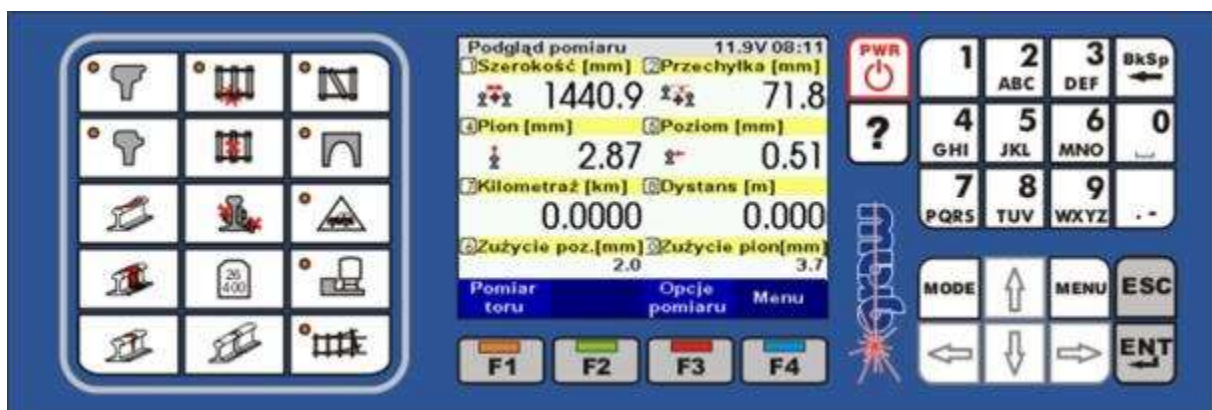 26
400
Podgląd pomiaru 11.9V 08:11
1 Szerokość [mm] 2 Przechyłka [mm]
1440.9 71.8
4 Pion [mm] 5 Poziom [mm]
2.87 0.51
7 Kilometraż [km] 8 Dystans [m]
0.0000 0.000
Zużycie poz.[mm] Zużycie pion[mm]
2.0 3.7
Pomiar toru
Opcje pomiaru
Menu
F1 F2 F3 F4
PWR
?
graw
1 2 ABC 3 DEF BkSp
4 GHI 5 JKL 6 MNO 0
7 PQRS 8 TUV 9 WXYZ . -
MODE MENU ESC
ENT